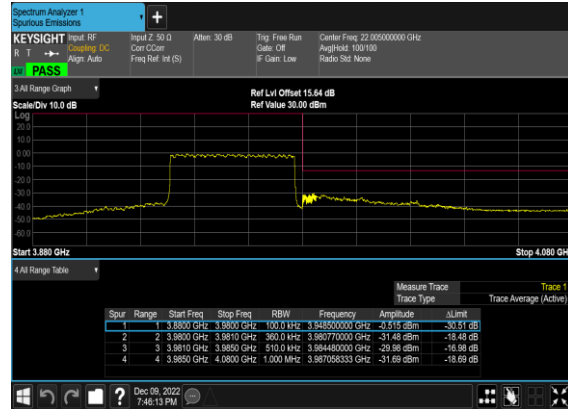 Spectrum Analyzer 1
Spurious Emissions
KEYSIGHT Input: RF Input Z: 50 Ω Atten: 30 dB Trig: Free Run Center Freq: 22.005000000 GHz
R T Coupling: DC Corr CCorr Gate: Off Avg|Hold: 100/100
Align: Auto Freq Ref: Int (S) IF Gain: Low Radio Std: None
LM PASS
3 All Range Graph
Ref Lvl Offset 15.64 dB
Scale/Div 10.0 dB Ref Value 30.00 dBm
Log
20.0
10.0
0.00
-10.0
-20.0
-30.0
-40.0
-50.0
-60.0
Start 3.880 GHz Stop 4.080 GH
4 All Range Table
Measure Trace Trace 1
Trace Type Trace Average (Active)
Spur Range Start Freq Stop Freq RBW Frequency Amplitude ΔLimit
1 1 3.8800 GHz 3.9800 GHz 100.0 kHz 3.948500000 GHz -0.515 dBm -30.51 dB
2 2 3.9800 GHz 3.9810 GHz 360.0 kHz 3.980770000 GHz -31.48 dBm -18.48 dB
3 3 3.9810 GHz 3.9850 GHz 510.0 kHz 3.984480000 GHz -29.98 dBm -16.98 dB
4 4 3.9850 GHz 4.0800 GHz 1.000 MHz 3.987058333 GHz -31.69 dBm -18.69 dB
Dec 09, 2022
7:46:13 PM